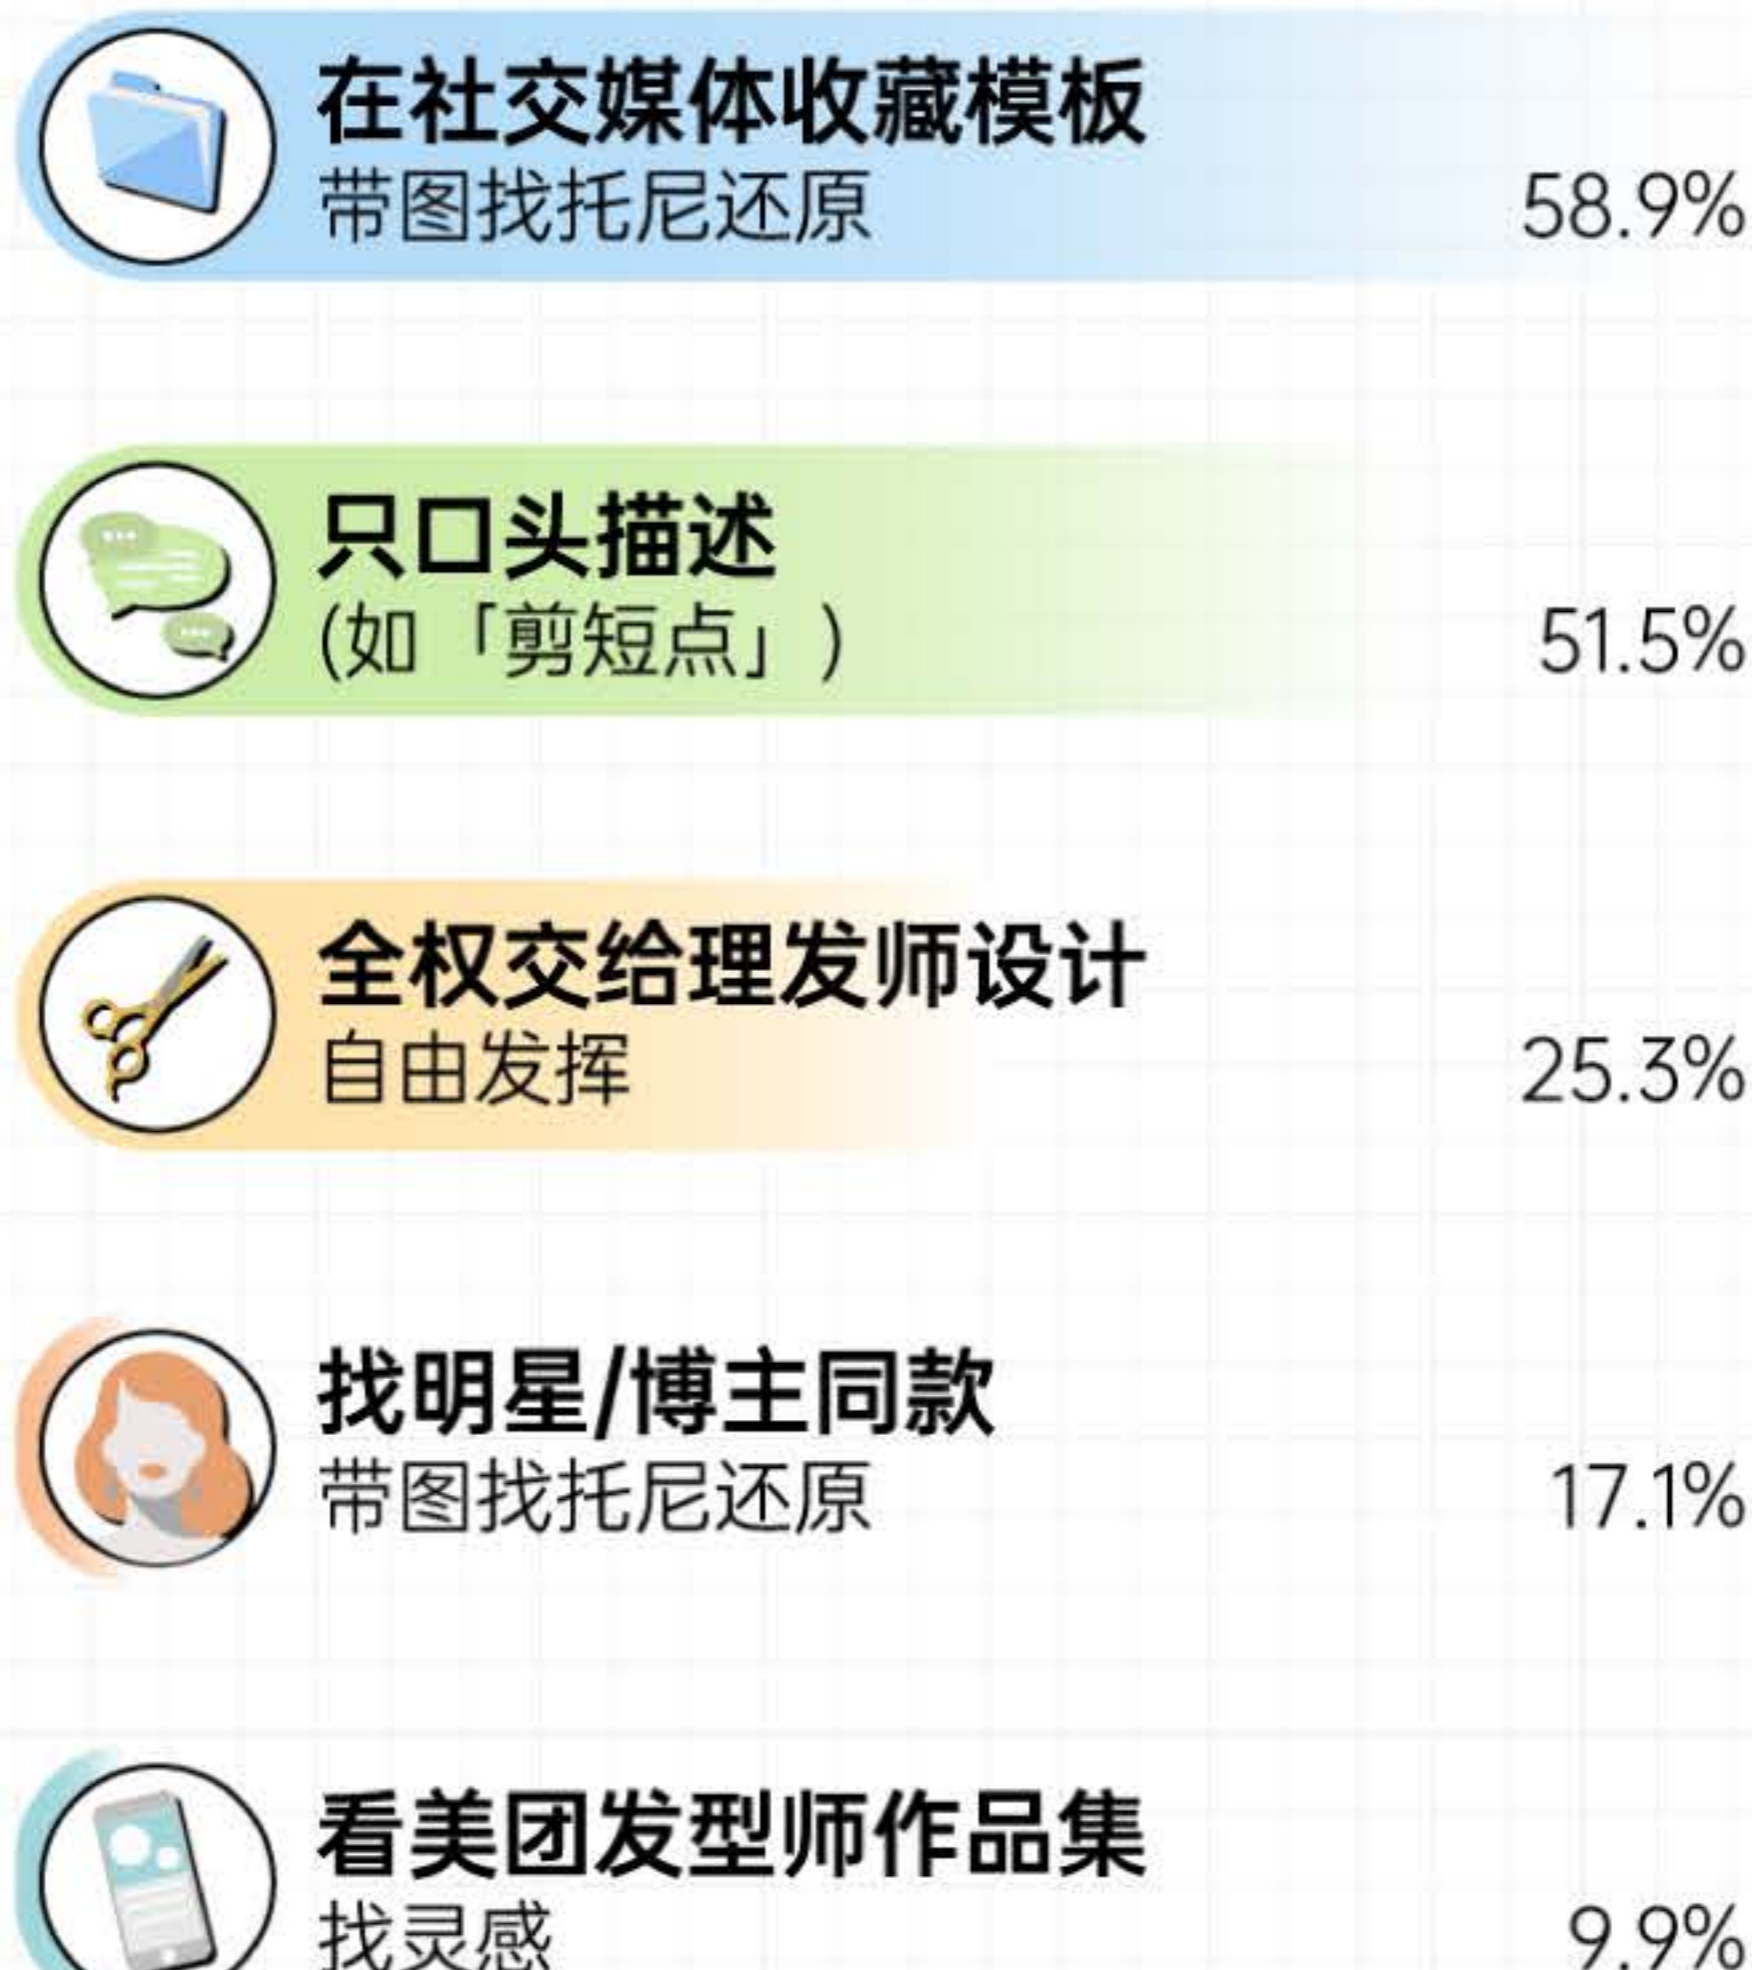 在社交媒体收藏模板
带图找托尼还原
58.9%
只口头描述
(如「剪短点」)
51.5%
全权交给理发师设计
自由发挥
25.3%
找明星/博主同款
带图找托尼还原
17.1%
看美团发型师作品集
找灵感
9.9%